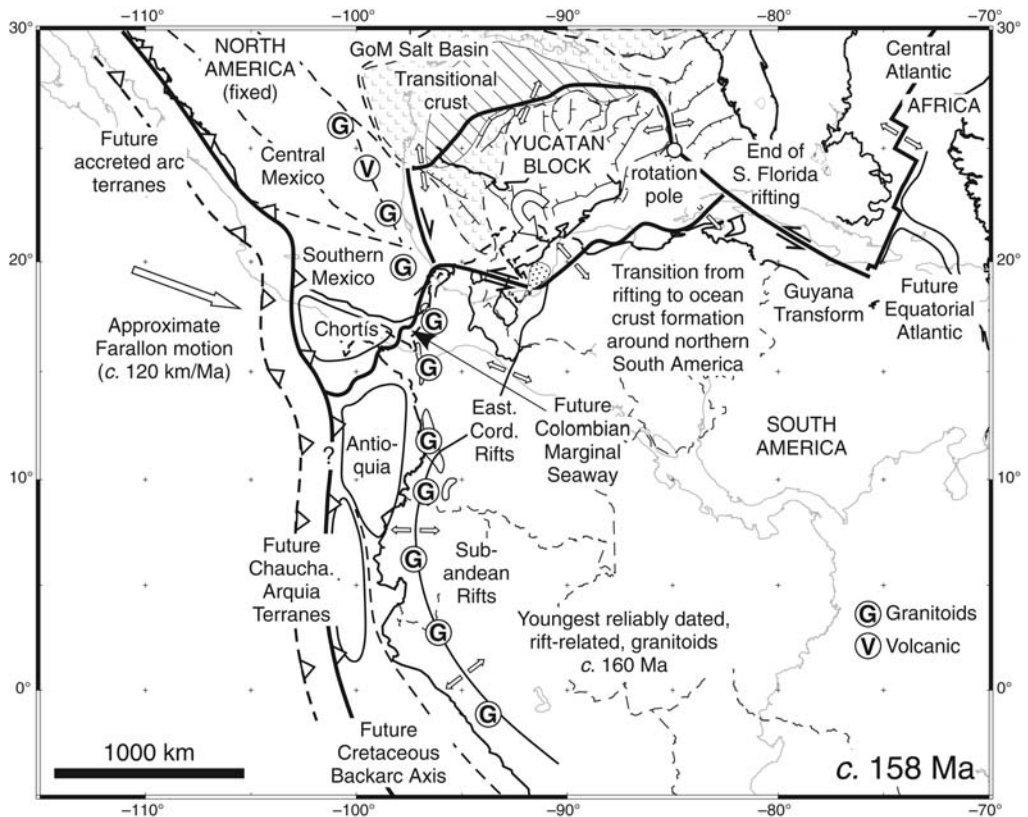 −110°
−100°
−90°
−80°
−70°
30°
30°
NORTH
AMERICA
(fixed)
GoM Salt Basin
Transitional
crust
Central
Atlantic
AFRICA
Future
accreted arc
terranes
G
V
G
G
Central
Mexico
YUCATAN
BLOCK
rotation
pole
End of
S. Florida
rifting
20°
20°
Southern
Mexico
Approximate
Farallon motion
(c. 120 km/Ma)
Chortís
G
G
Transition from
rifting to ocean
crust formation
around northern
South America
Guyana
Transform
Future
Equatorial
Atlantic
East.
Cord.
Rifts
Future
Colombian
Marginal
Seaway
SOUTH
AMERICA
?
Antio-
quia
G
G
G
G
G
10°
10°
Future
Chaucha.
Arquia
Terranes
Sub-
andean
Rifts
Youngest reliably dated,
rift-related, granitoids
c. 160 Ma
G Granitoids
V Volcanic
0°
0°
Future
Cretaceous
Backarc Axis
1000 km
c. 158 Ma
−110°
−100°
−90°
−80°
−70°